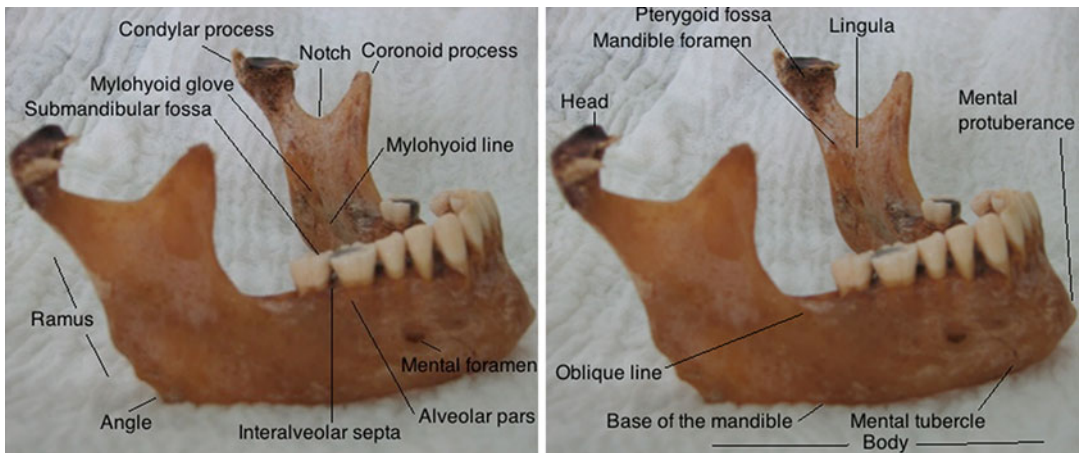 Condylar process
Notch
Coronoid process
Mylohyoid glove
Submandibular fossa
Mylohyoid line
Ramus
Mental foramen
Angle
Alveolar pars
Interalveolar septa
Pterygoid fossa
Lingula
Mandible foramen
Head
Mental
protuberance
Oblique line
Base of the mandible
Mental tubercle
Body